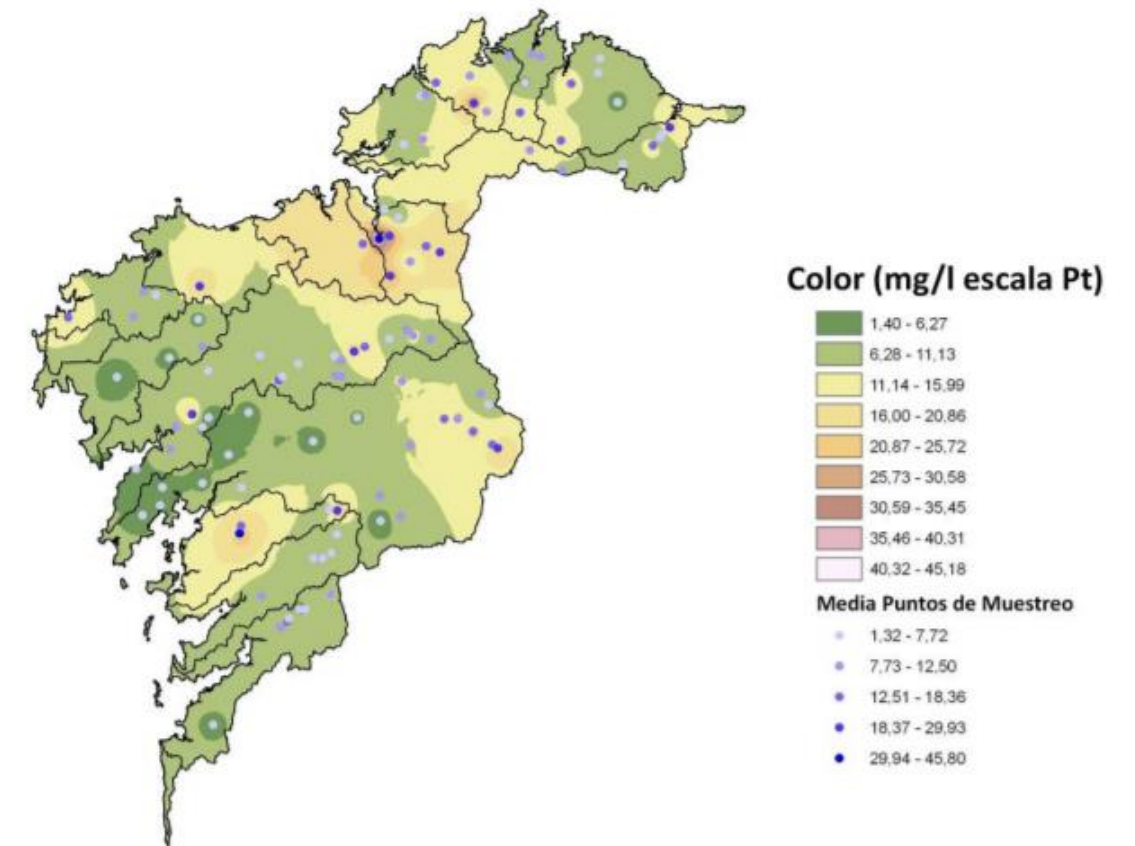 Color (mg/l escala Pt)
1,40 - 6,27
6,28 - 11,13
11,14 - 15,99
16,00 - 20,86
20,87 - 25,72
25,73 - 30,58
30,59 - 35,45
35,46 - 40,31
40,32 - 45,18
Media Puntos de Muestreo
1,32 - 7,72
7,73 - 12,50
12,51 - 18,36
18,37 - 29,93
29,94 - 45,80